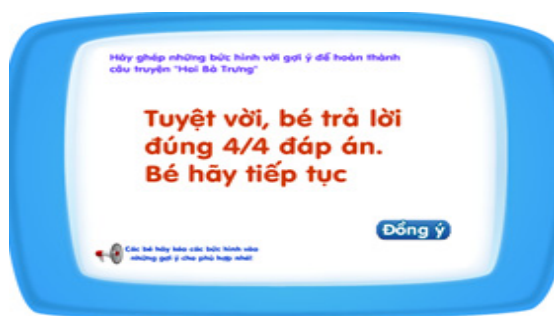 Hãy ghép những bức hình với gợi ý để hoàn thành
câu truyện "Hai Bà Trưng"
Tuyệt vời, bé trả lời
đúng 4/4 đáp án.
Bé hãy tiếp tục
Đồng ý
Các bé hãy kéo các bức hình vào
những gợi ý cho phù hợp nhé!